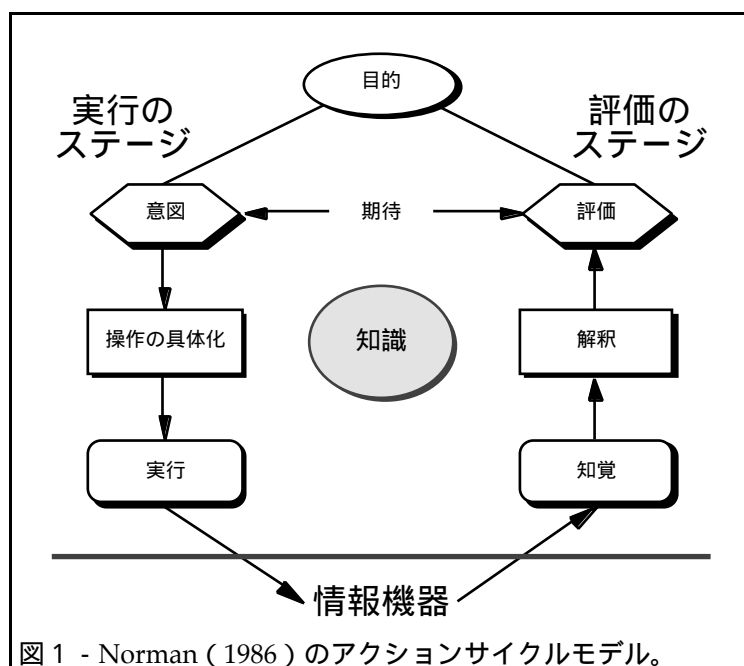 目的
実行の
ステージ
評価の
ステージ
意図
期待
評価
操作の具体化
知識
解釈
実行
知覚
情報機器
図1 - Norman ( 1986 ) のアクションサイクルモデル。